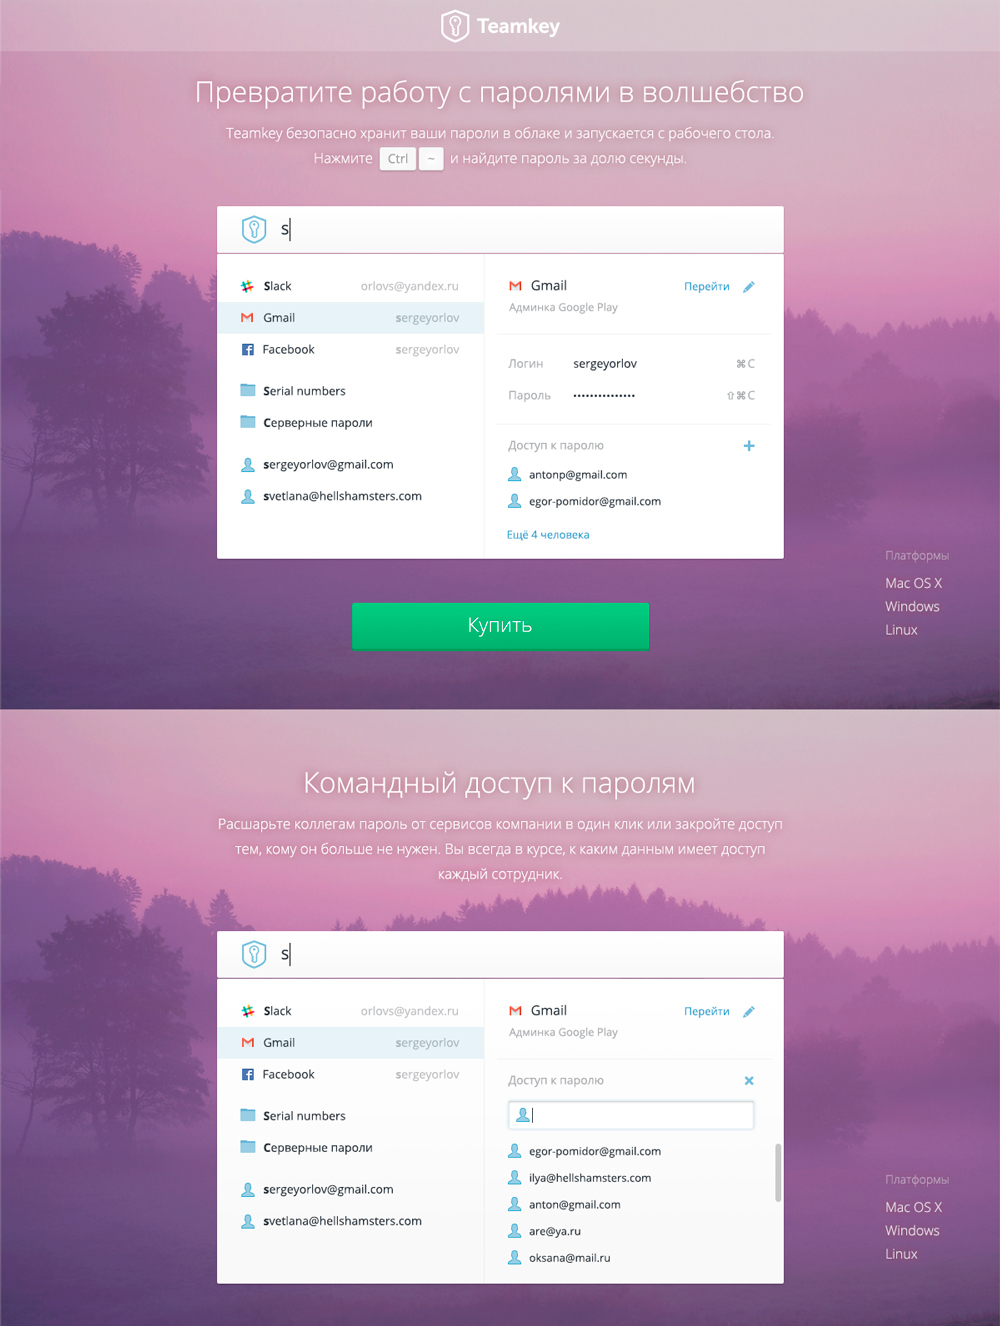 Teamkey
Превратите работу с паролями в волшебство
Teamkey безопасно хранит ваши пароли в облаке и запускается с рабочего стола.
Нажмите Ctrl ~ и найдите пароль за долю секунды.
s
Slack orlovs@yandex.ru
Gmail sergeyorlov
Facebook sergeyorlov
Serial numbers
Серверные пароли
sergeyorlov@gmail.com
svetlana@hellshamsters.com
Gmail Перейти
Админка Google Play
Логин sergeyorlov ⌘C
Пароль ••••••••••••••• ⇧⌘C
Доступ к паролю +
antonp@gmail.com
egor-pomidor@gmail.com
Ещё 4 человека
Платформы
Mac OS X
Windows
Linux
Купить
Командный доступ к паролям
Расшарьте коллегам пароль от сервисов компании в один клик или закройте доступ
тем, кому он больше не нужен. Вы всегда в курсе, к каким данным имеет доступ
каждый сотрудник.
s
Slack orlovs@yandex.ru
Gmail sergeyorlov
Facebook sergeyorlov
Serial numbers
Серверные пароли
sergeyorlov@gmail.com
svetlana@hellshamsters.com
Gmail Перейти
Админка Google Play
Доступ к паролю
egor-pomidor@gmail.com
ilya@hellshamsters.com
anton@gmail.com
are@ya.ru
oksana@mail.ru
Платформы
Mac OS X
Windows
Linux